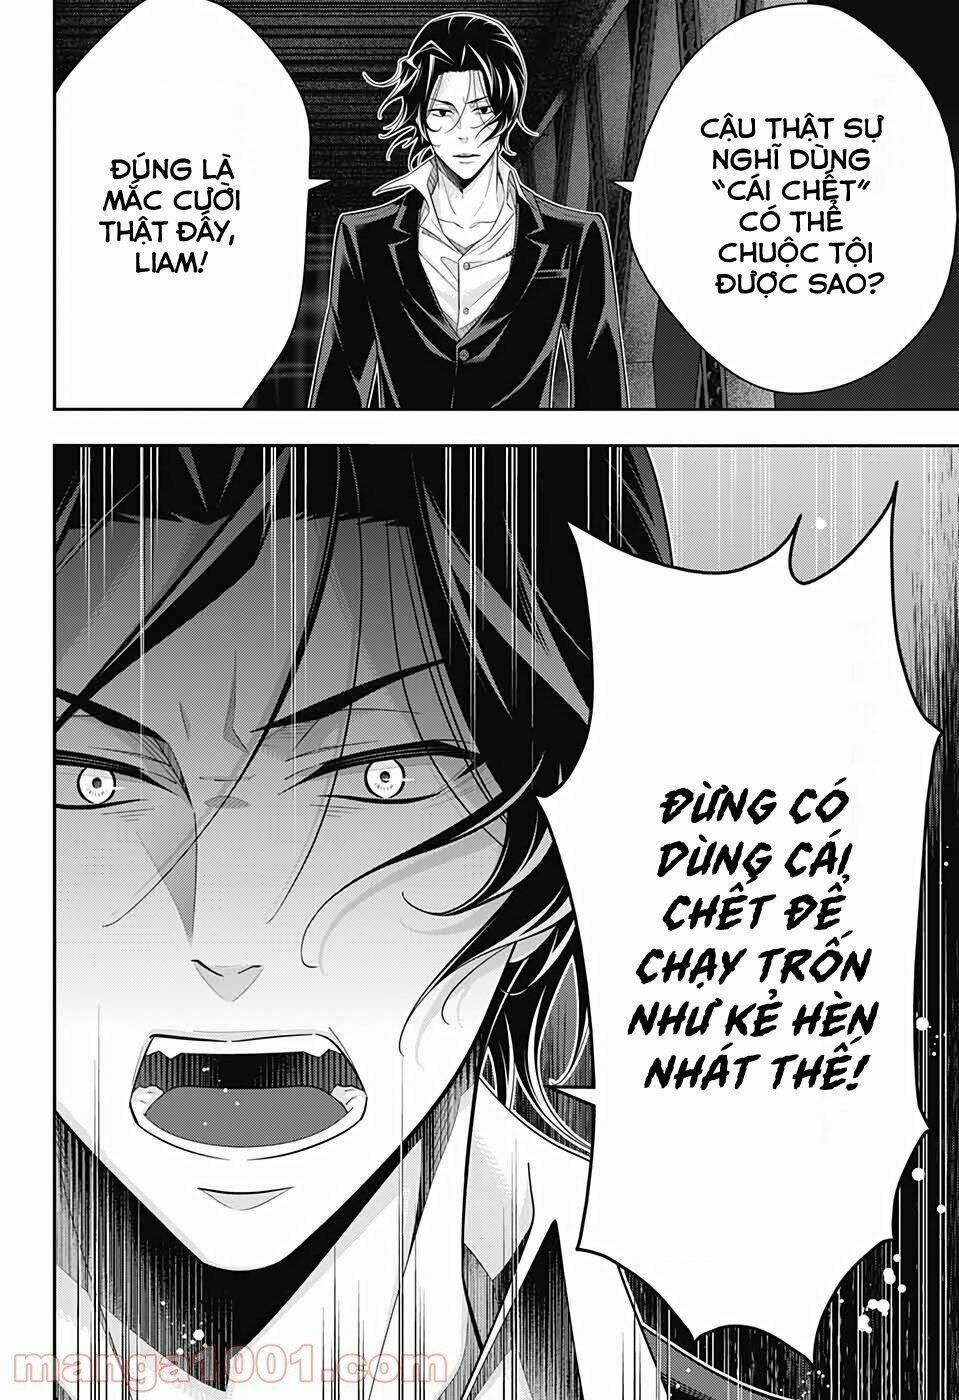 CẬU THẬT SỰ
NGHĨ DÙNG
"CÁI CHẾT"
CÓ THỂ
CHUỘC TỘI
ĐƯỢC SAO?
ĐÚNG LÀ
MẮC CƯỜI
THẬT ĐẤY,
LIAM!
ĐỪNG CÓ
DÙNG CÁI
CHẾT ĐỂ
CHẠY TRỐN
NHƯ KẺ HÈN
NHÁT THẾ!
manga1001.com